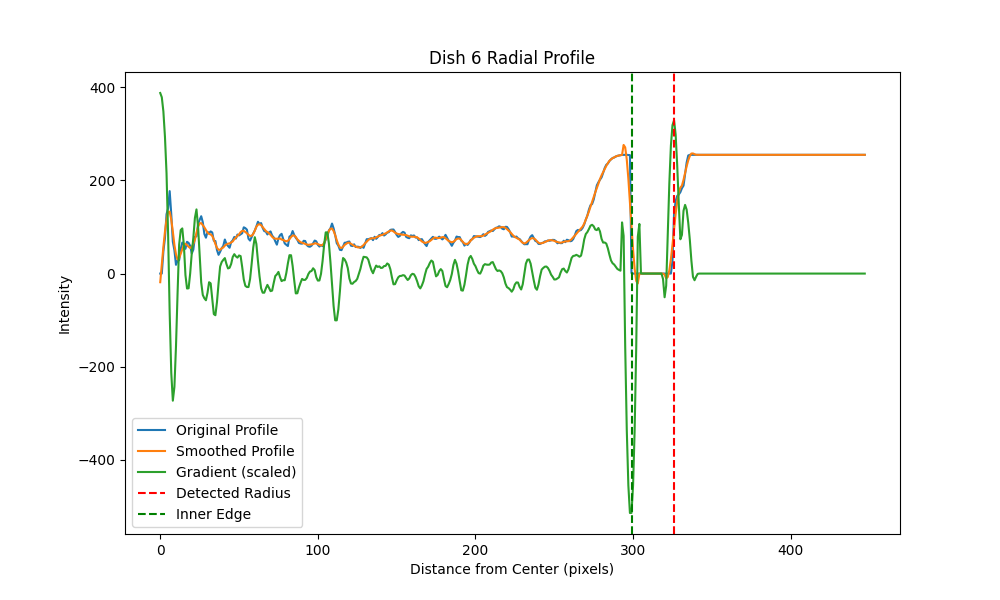 Dish 6 Radial Profile
Intensity
400
200
0
−200
−400
Original Profile
Smoothed Profile
Gradient (scaled)
Detected Radius
Inner Edge
0 100 200 300 400
Distance from Center (pixels)